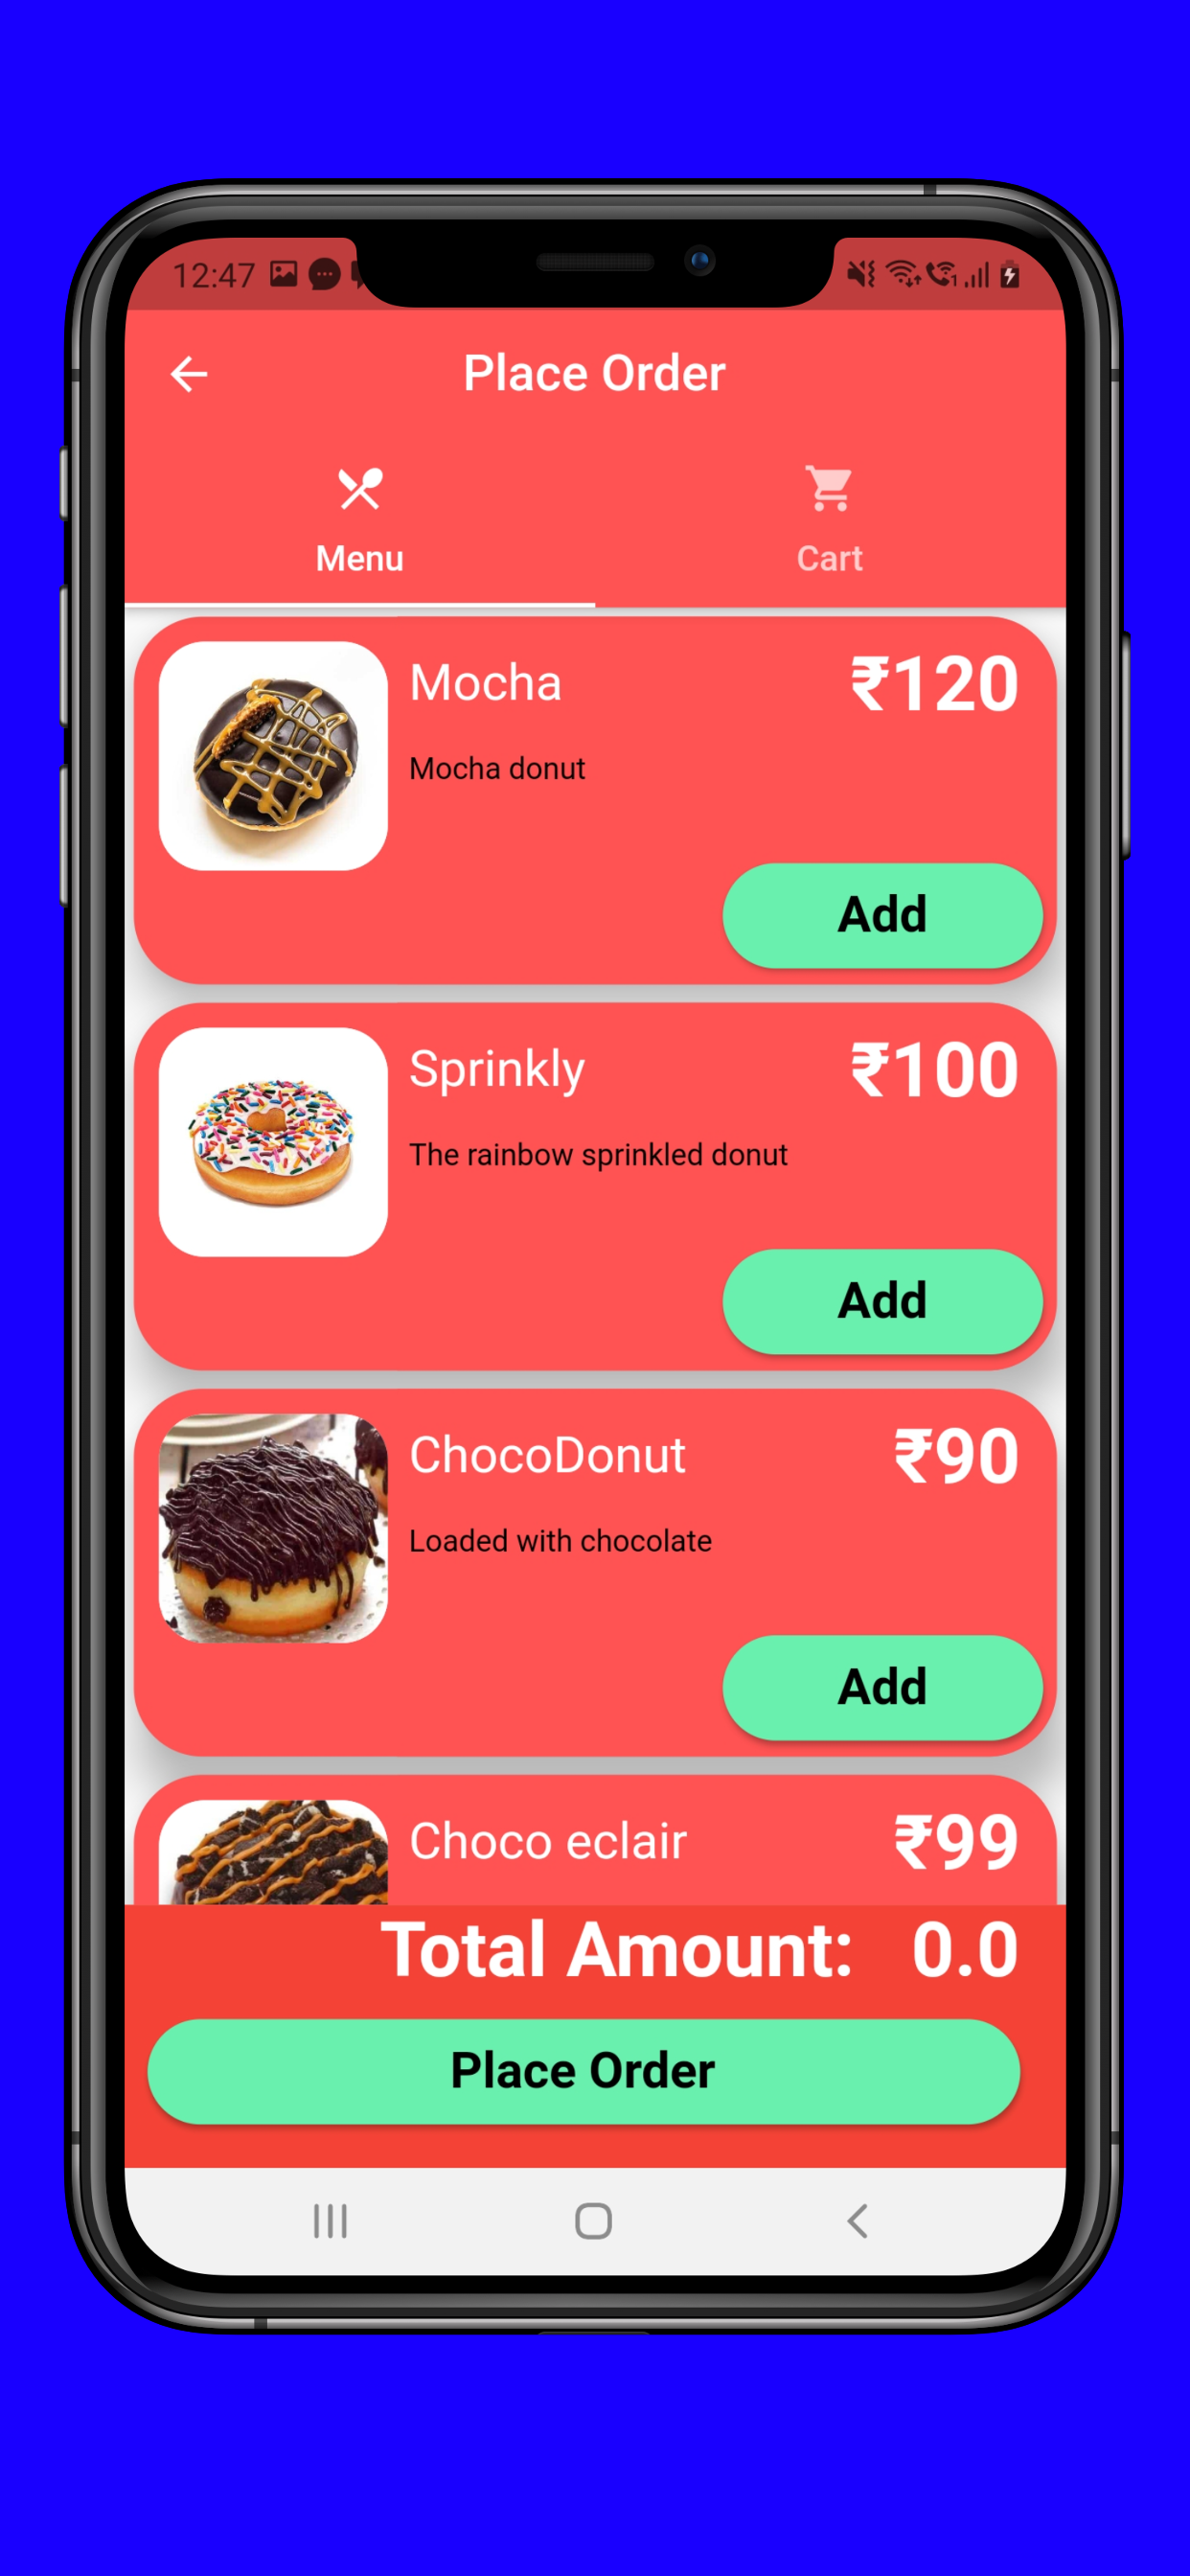 12:47
Place Order
Menu
Cart
Mocha
₹120
Mocha donut
Add
Sprinkly
₹100
The rainbow sprinkled donut
Add
ChocoDonut
₹90
Loaded with chocolate
Add
Choco eclair
₹99
Total Amount: 0.0
Place Order